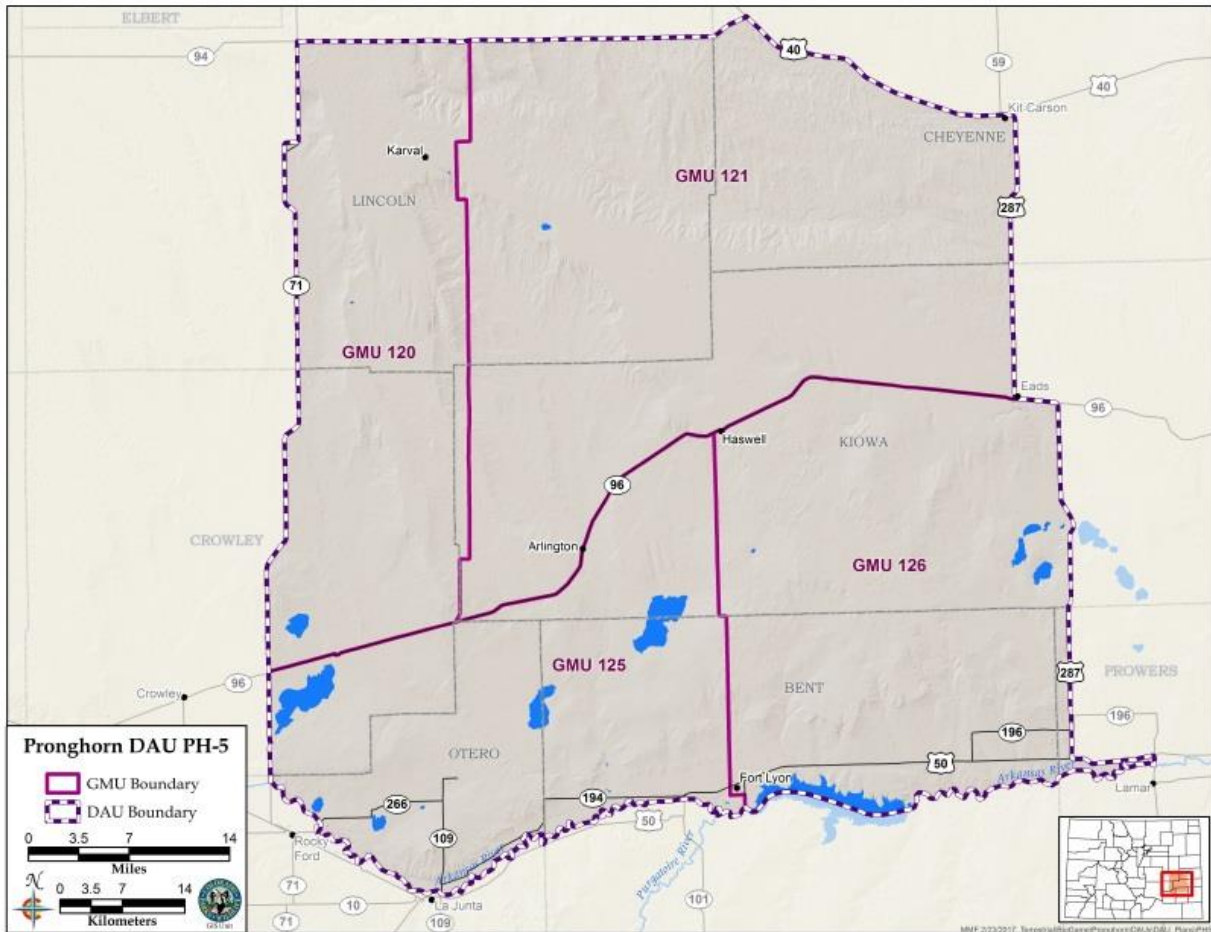 ELBERT
94
40
59
40
Kit Carson
CHEYENNE
Karval
GMU 121
LINCOLN
287
71
GMU 120
Eads
96
Haswell
KIOWA
96
CROWLEY
Arlington
GMU 126
GMU 125
96
Crowley
BENT
PROWERS
287
196
196
OTERO
50
Arkansas River
Fort Lyon
Lamar
266
194
50
109
Rocky
Ford
Arkansas River
Purgatoire River
71
10
La Junta
101
71
109
Pronghorn DAU PH-5
GMU Boundary
DAU Boundary
0 3.5 7 14
Miles
N
0 3.5 7 14
Kilometers